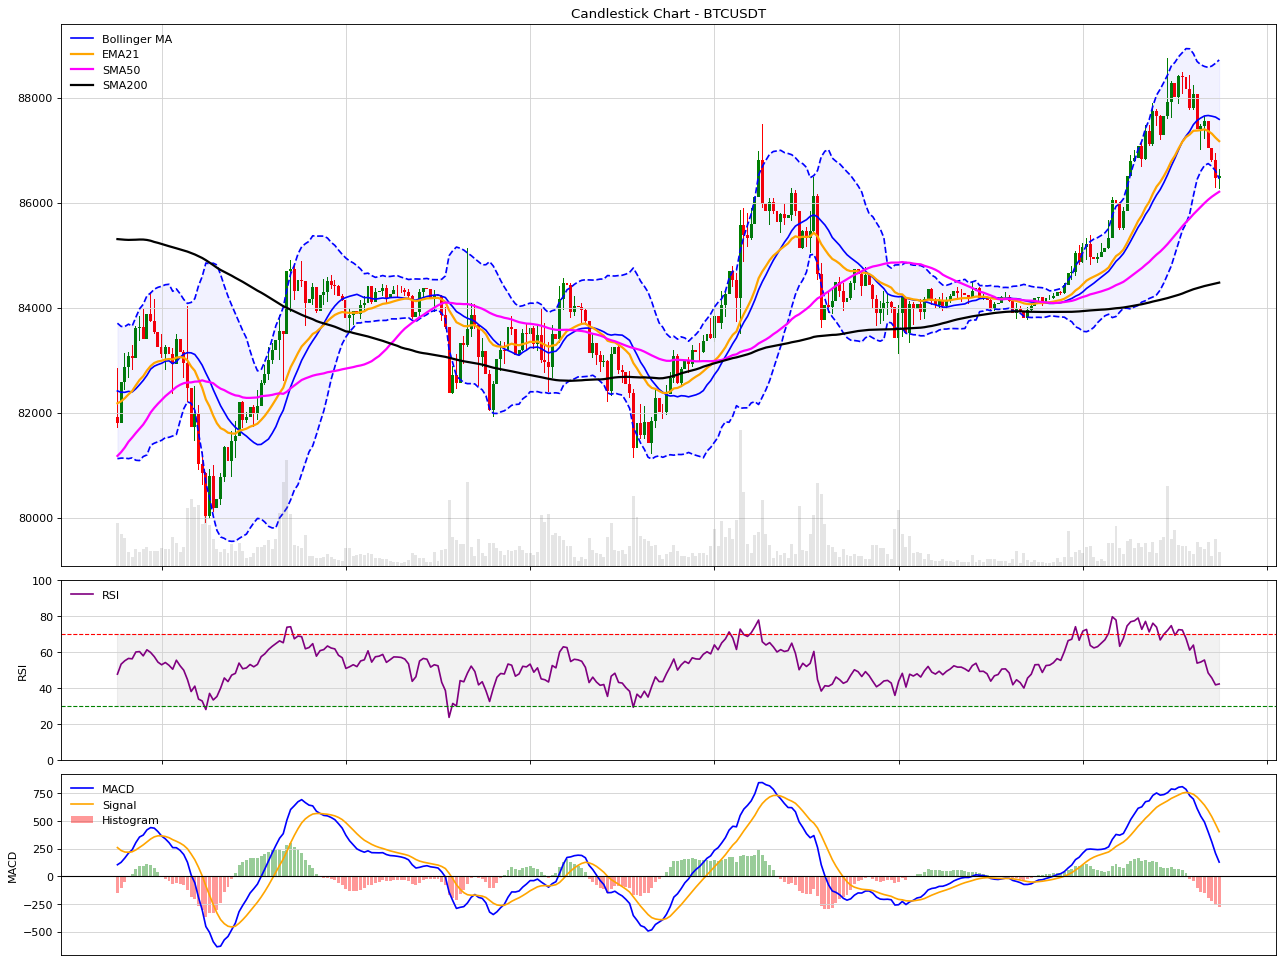 Candlestick Chart - BTCUSDT
Bollinger MA
EMA21
SMA50
SMA200
88000
86000
84000
82000
80000
RSI
100
80
60
40
20
0
RSI
MACD
Signal
Histogram
750
500
250
0
−250
−500
MACD